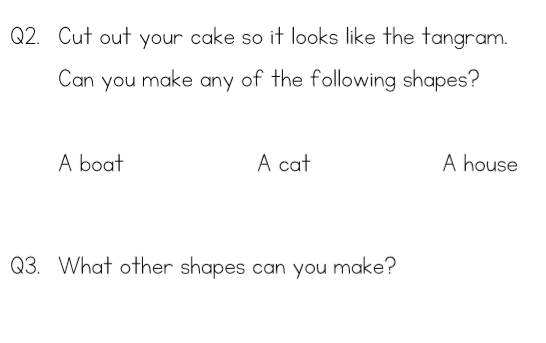 Q2. Cut out your cake so it looks like the tangram.
Can you make any of the following shapes?
A boat A cat A house
Q3. What other shapes can you make?